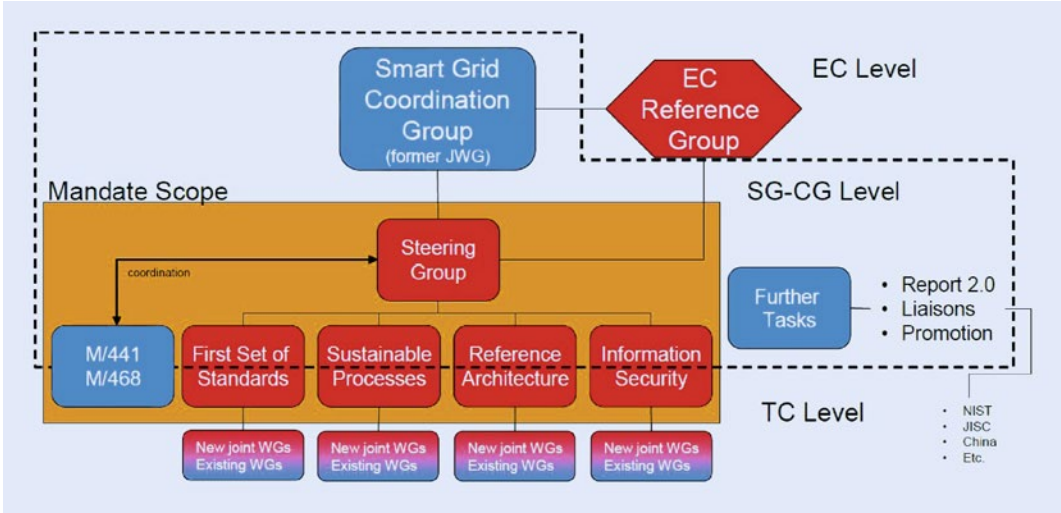 Smart Grid
Coordination
Group
(former JWG)
EC
Reference
Group
EC Level
Mandate Scope
SG-CG Level
Steering
Group
coordination
Further
Tasks
• Report 2.0
• Liaisons
• Promotion
M/441
M/468
First Set of
Standards
Sustainable
Processes
Reference
Architecture
Information
Security
TC Level
• NIST
• JISC
• China
• Etc.
New joint WGs
Existing WGs
New joint WGs
Existing WGs
New joint WGs
Existing WGs
New joint WGs
Existing WGs